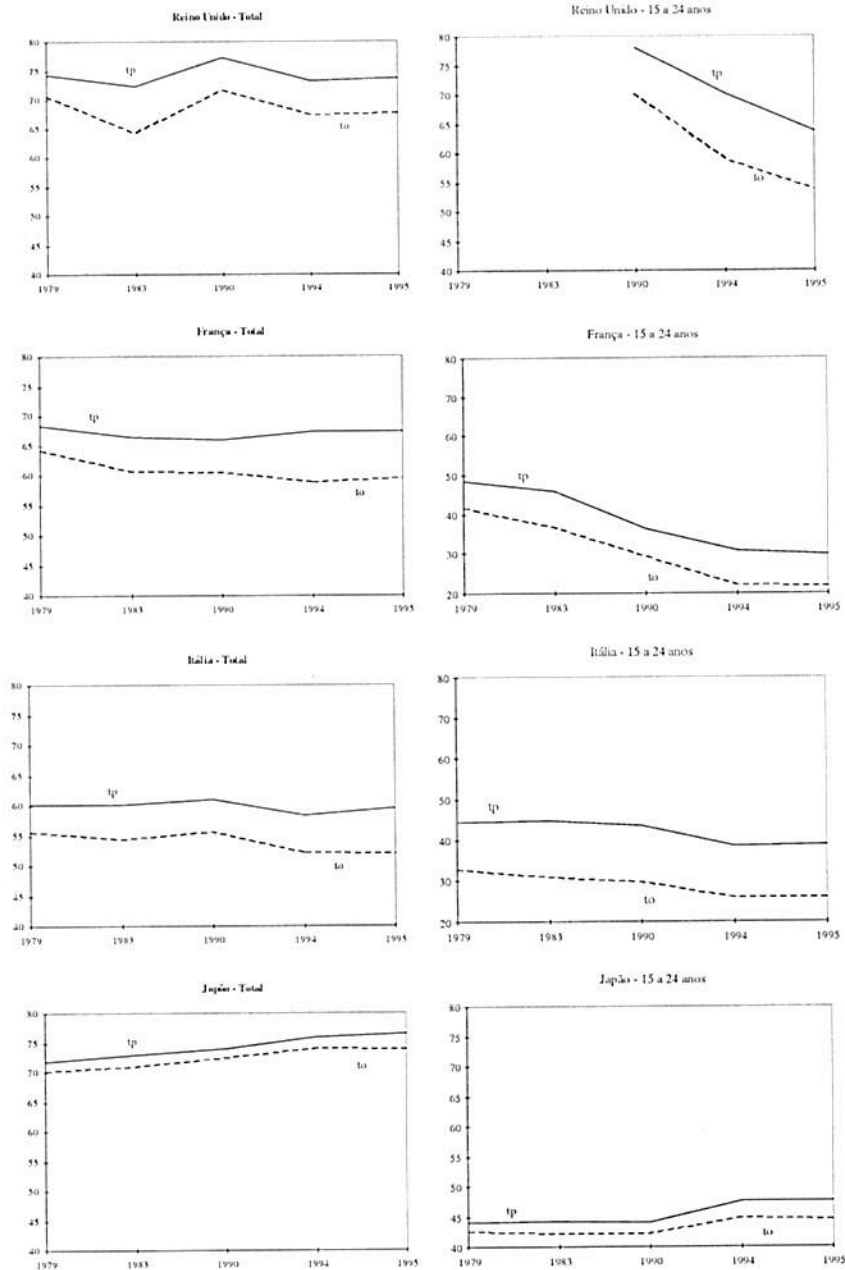 Reino Unido - Total
80
75
70
65
60
55
50
45
40
tp
to
1979 1983 1990 1994 1995
Reino Unido - 15 a 24 anos
80
75
70
65
60
55
50
45
40
tp
to
1979 1983 1990 1994 1995
França - Total
80
75
70
65
60
55
50
45
40
tp
to
1979 1983 1990 1994 1995
França - 15 a 24 anos
80
70
60
50
40
30
20
tp
to
1979 1983 1990 1994 1995
Itália - Total
80
75
70
65
60
55
50
45
40
tp
to
1979 1983 1990 1994 1995
Itália - 15 a 24 anos
80
70
60
50
40
30
20
tp
to
1979 1983 1990 1994 1995
Japão - Total
80
75
70
65
60
55
50
45
40
tp
to
1979 1983 1990 1994 1995
Japão - 15 a 24 anos
80
75
70
65
60
55
50
45
40
tp
to
1979 1983 1990 1994 1995